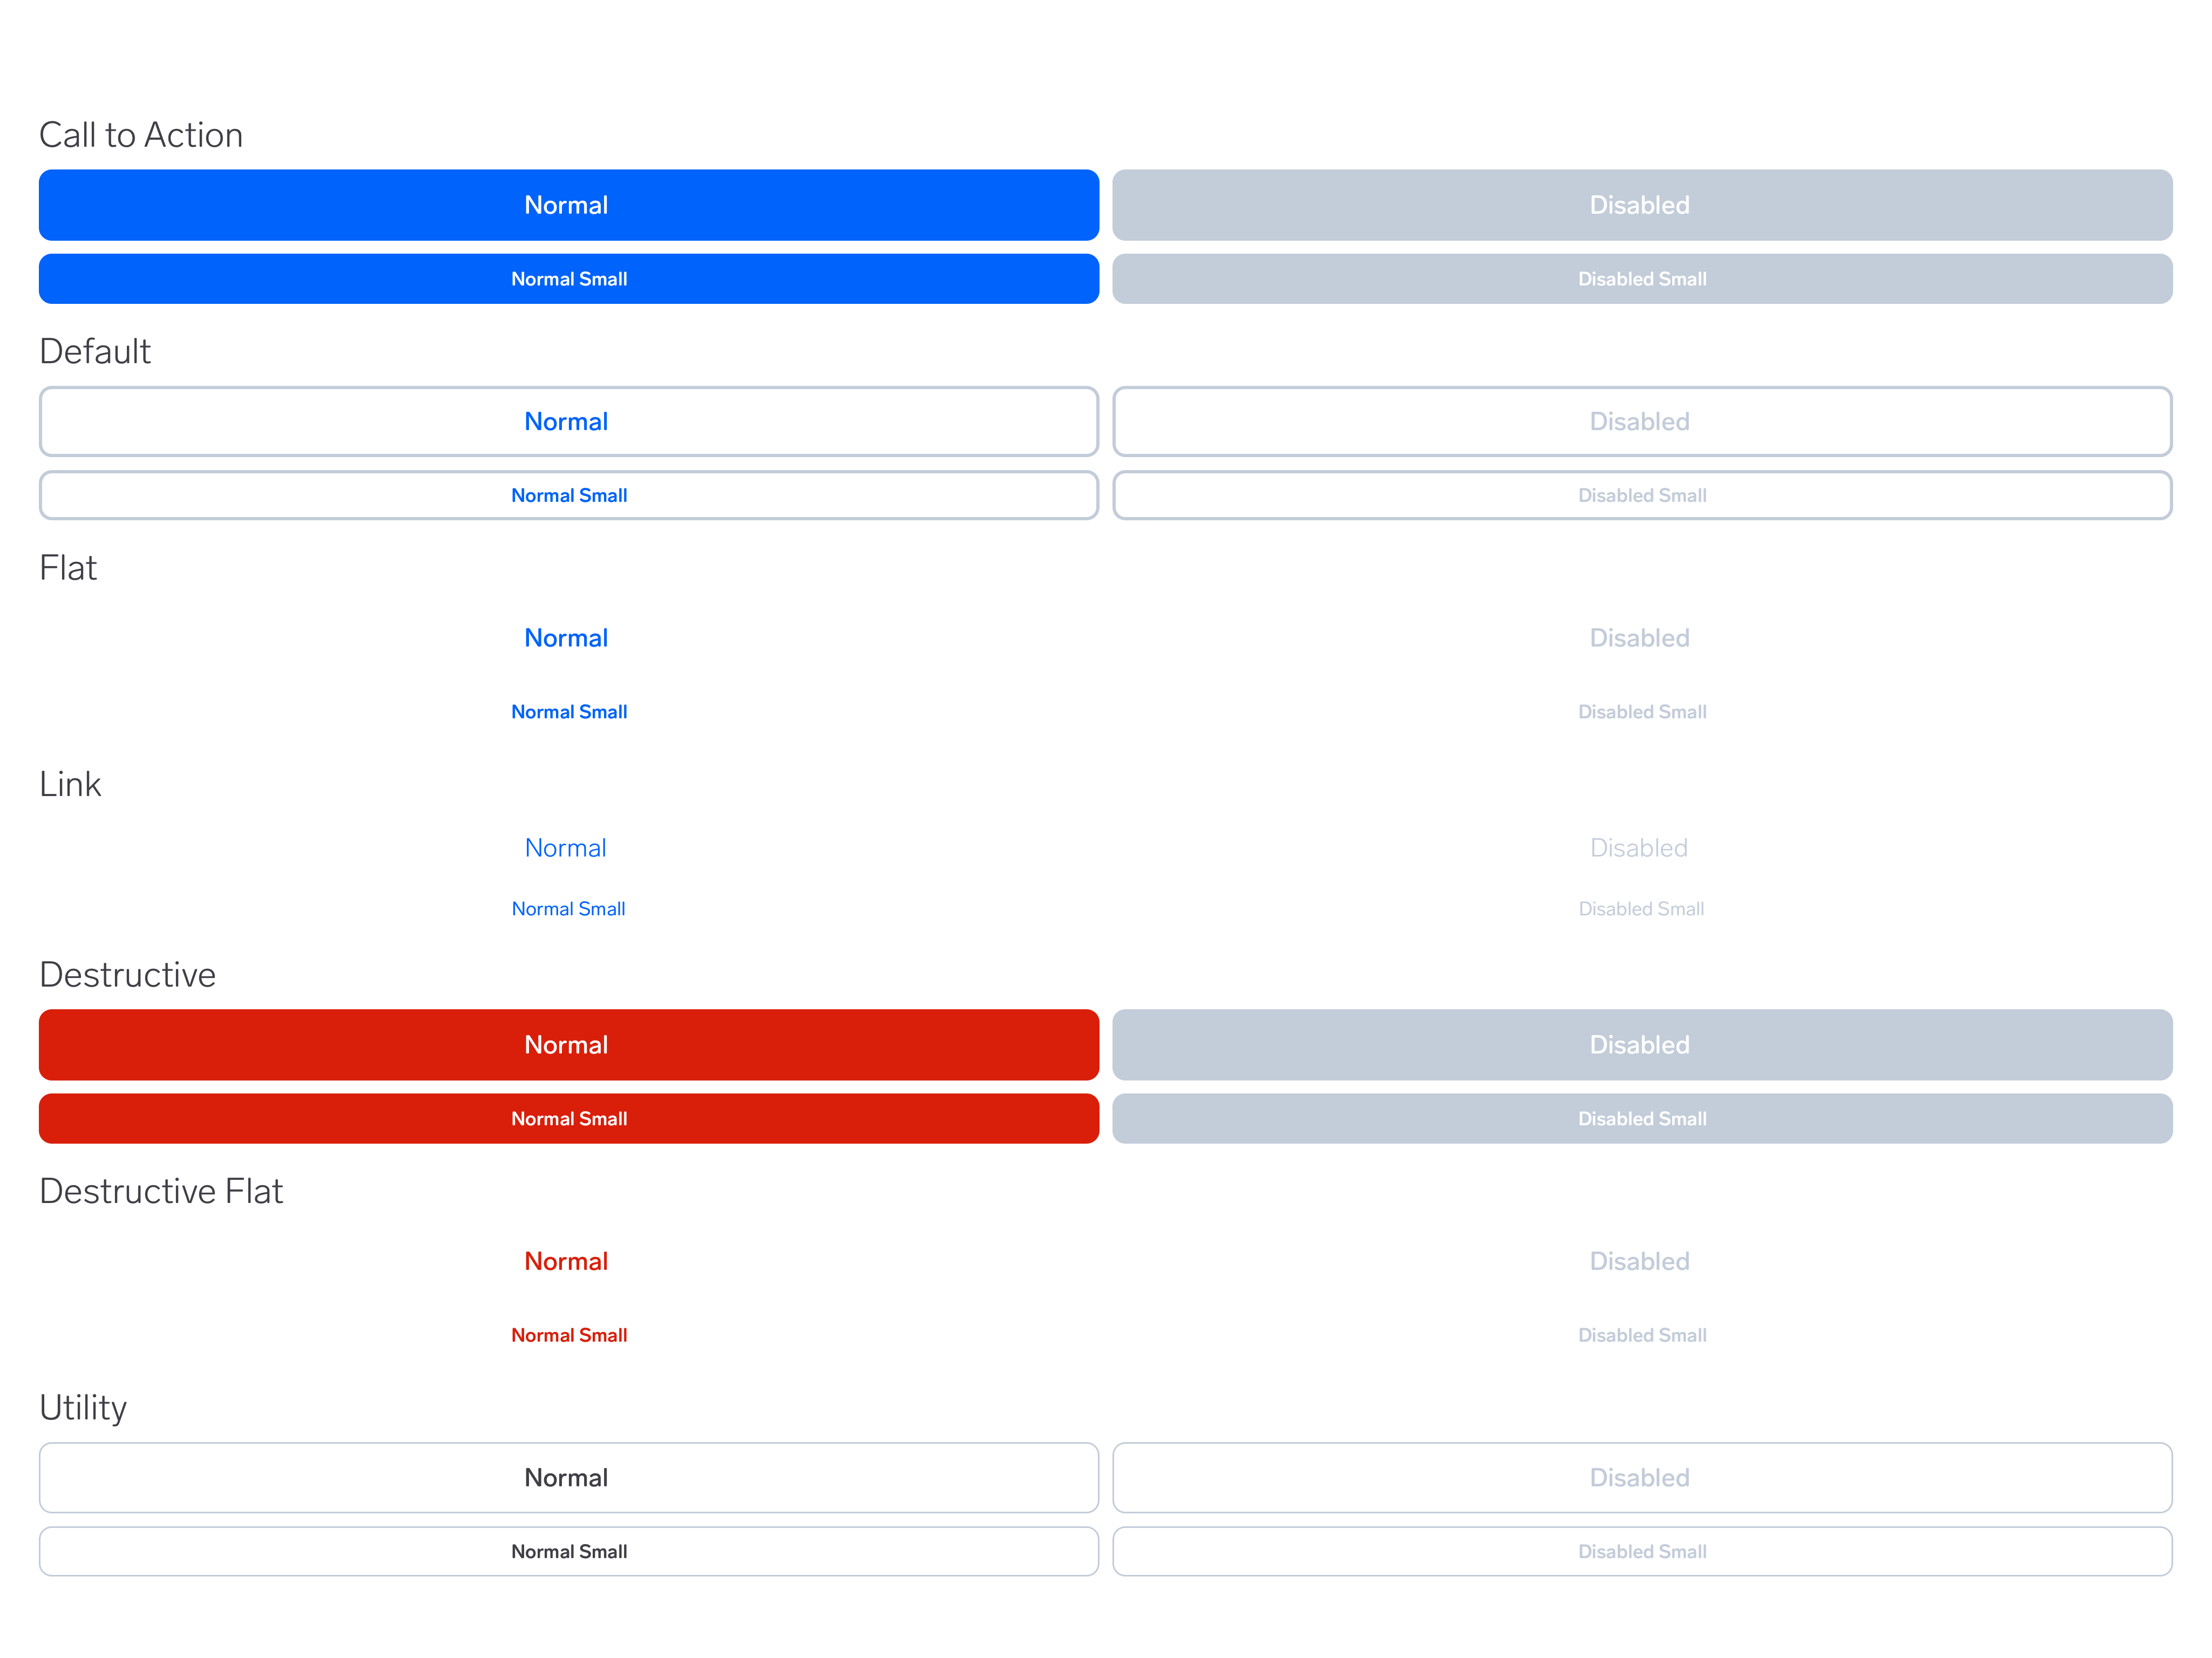 Call to Action
Normal Disabled
Normal Small Disabled Small
Default
Normal Disabled
Normal Small Disabled Small
Flat
Normal Disabled
Normal Small Disabled Small
Link
Normal Disabled
Normal Small Disabled Small
Destructive
Normal Disabled
Normal Small Disabled Small
Destructive Flat
Normal Disabled
Normal Small Disabled Small
Utility
Normal Disabled
Normal Small Disabled Small